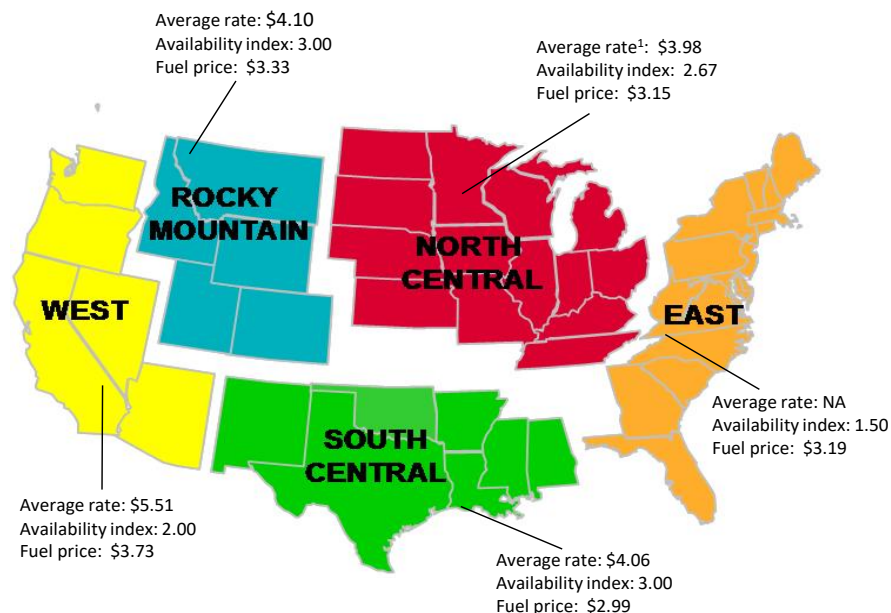 Average rate: $4.10
Availability index: 3.00
Fuel price: $3.33
Average rate¹: $3.98
Availability index: 2.67
Fuel price: $3.15
ROCKY
MOUNTAIN
NORTH
CENTRAL
WEST
EAST
SOUTH
CENTRAL
Average rate: NA
Availability index: 1.50
Fuel price: $3.19
Average rate: $5.51
Availability index: 2.00
Fuel price: $3.73
Average rate: $4.06
Availability index: 3.00
Fuel price: $2.99